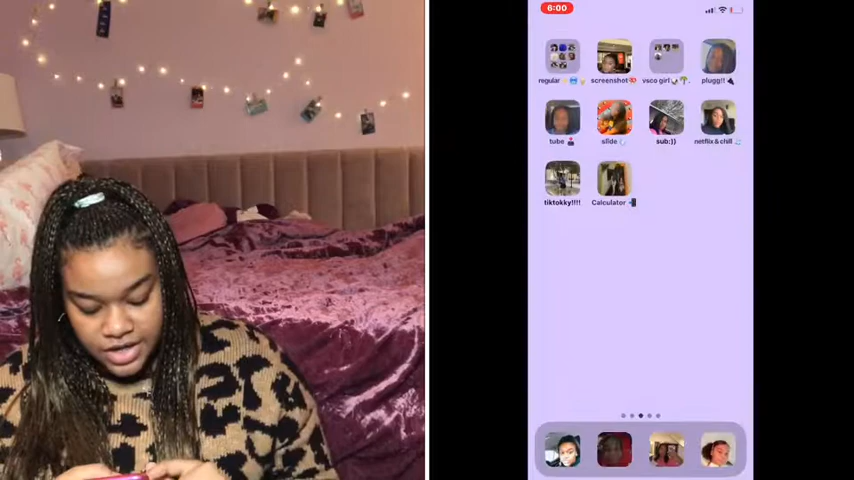 6:00
regular
screenshot
vsco girl
plugg!!
tube
slide
sub:))
netflix & chill
tiktokky!!!!
Calculator